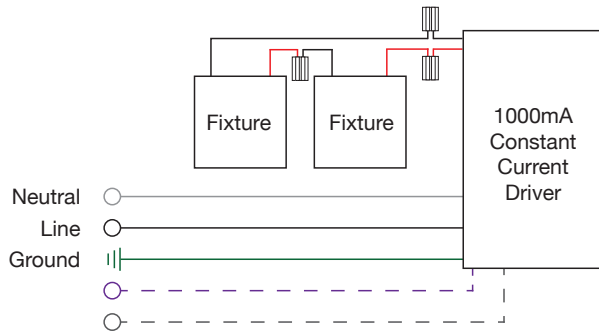 Fixture
Fixture
1000mA
Constant
Current
Driver
Neutral
Line
Ground